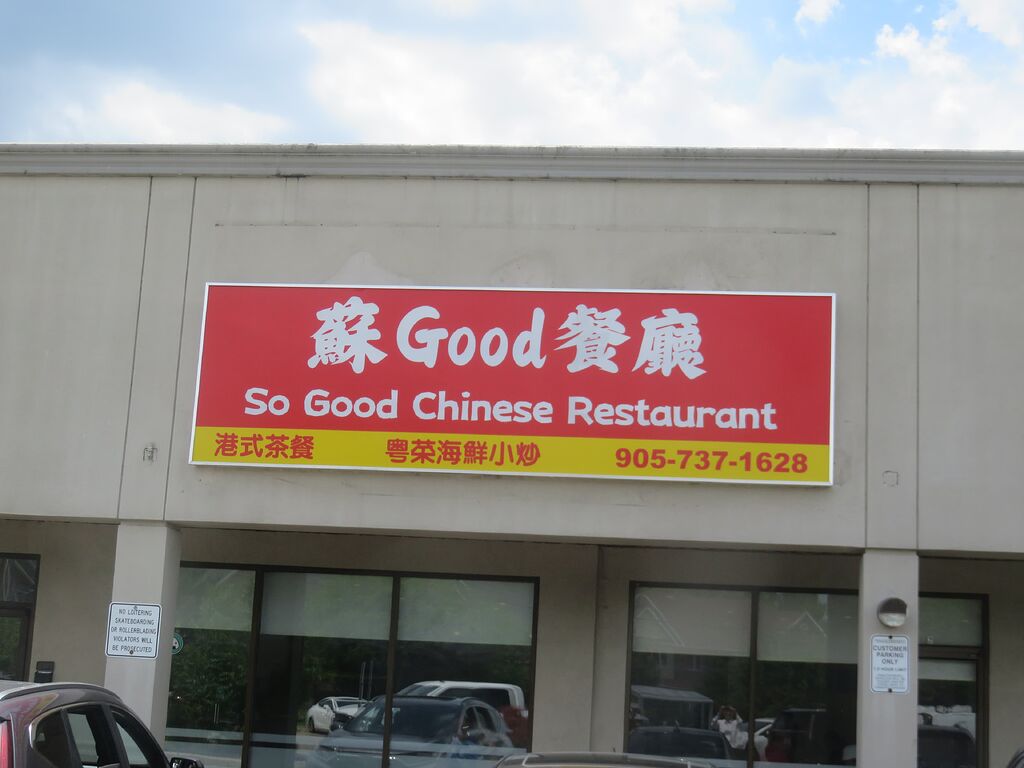 蘇Good餐廳
So Good Chinese Restaurant
港式茶餐 粤菜海鮮小炒 905-737-1628
NO LOITERING
SKATEBOARDING
OR ROLLERBLADING
VIOLATORS WILL
BE PROSECUTED
CUSTOMER
PARKING
ONLY